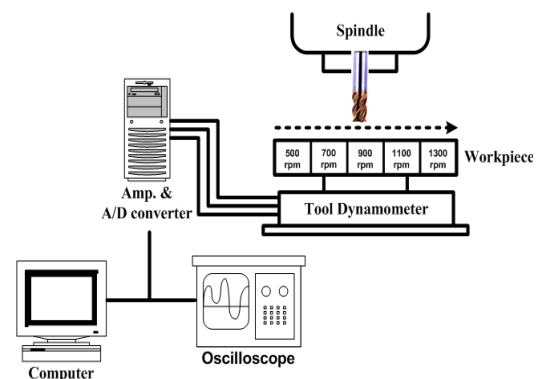 Spindle
500 rpm
700 rpm
900 rpm
1100 rpm
1300 rpm
Workpiece
Amp. &
A/D converter
Tool Dynamometer
Oscilloscope
Computer